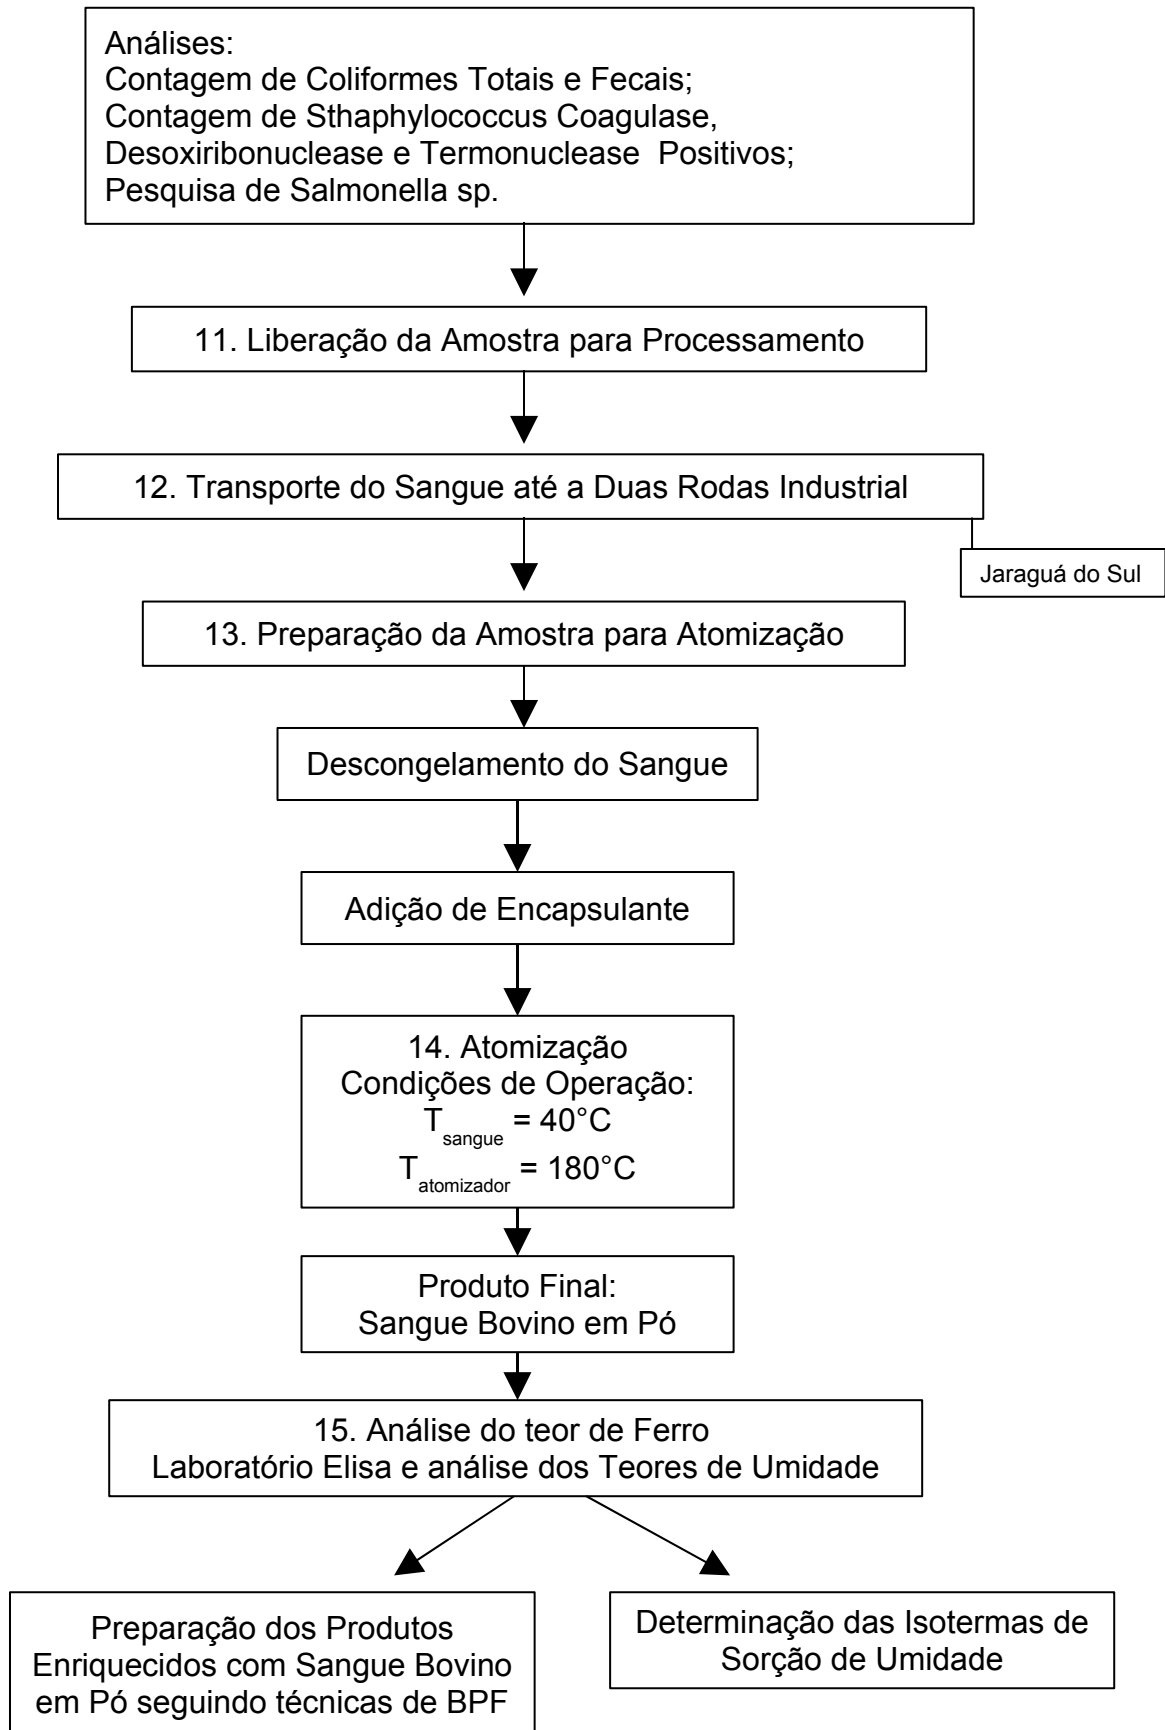 Análises:
Contagem de Coliformes Totais e Fecais;
Contagem de Sthaphylococcus Coagulase,
Desoxiribonuclease e Termonuclease  Positivos;
Pesquisa de Salmonella sp.
11. Liberação da Amostra para Processamento
12. Transporte do Sangue até a Duas Rodas Industrial
Jaraguá do Sul
13. Preparação da Amostra para Atomização
Descongelamento do Sangue
Adição de Encapsulante
14. Atomização
Condições de Operação:
T sangue = 40°C
T atomizador = 180°C
Produto Final:
Sangue Bovino em Pó
15. Análise do teor de Ferro
Laboratório Elisa e análise dos Teores de Umidade
Preparação dos Produtos
Enriquecidos com Sangue Bovino
em Pó seguindo técnicas de BPF
Determinação das Isotermas de
Sorção de Umidade